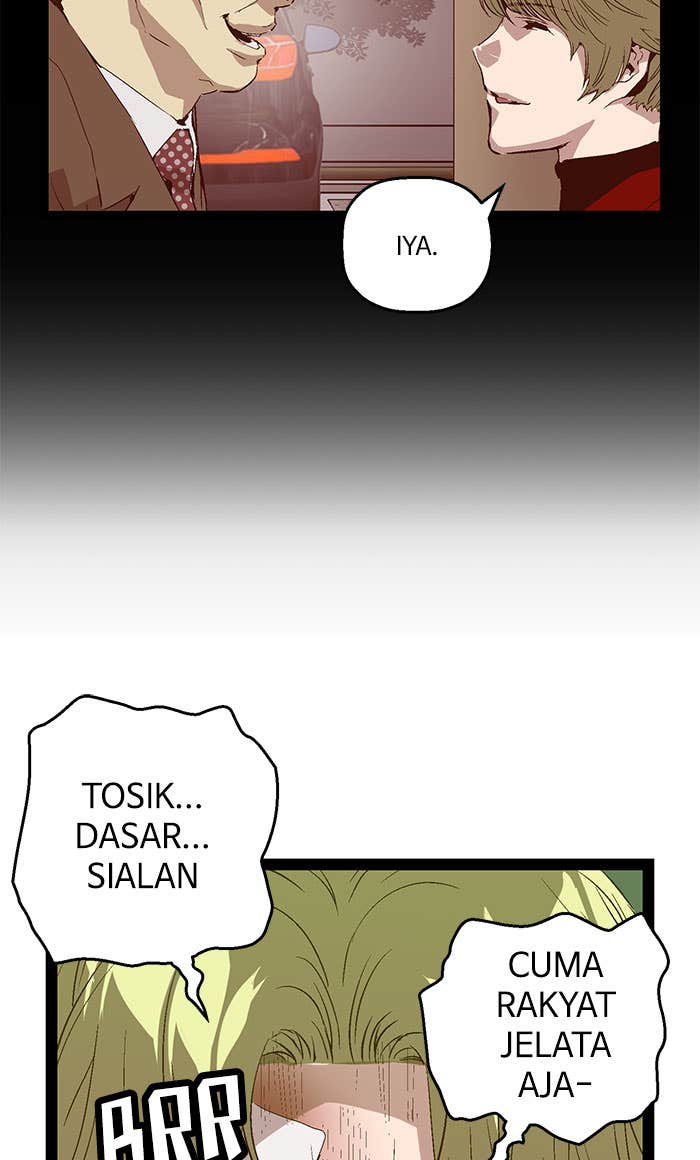 IYA.
TOSIK...
DASAR...
SIALAN
CUMA
RAKYAT
JELATA
AJA-
BRR